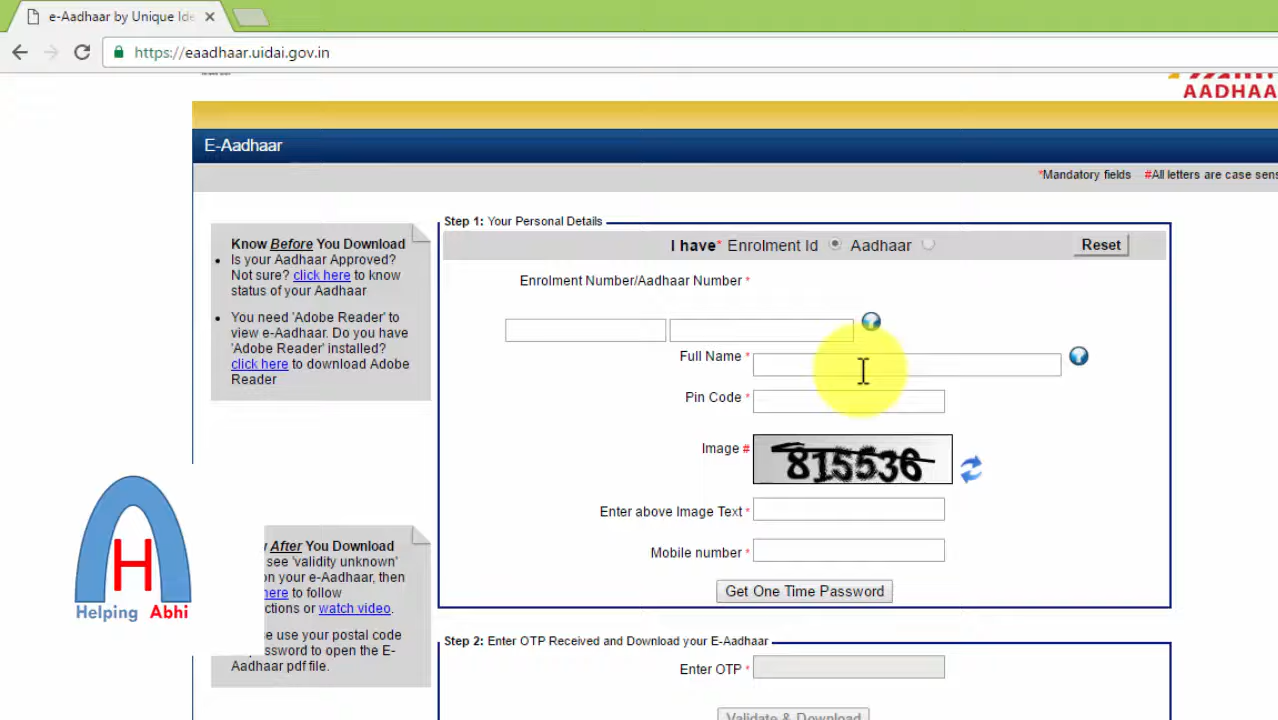 e-Aadhaar by Unique Ide
https://eaadhaar.uidai.gov.in
AADHAA
E-Aadhaar
*Mandatory fields #All letters are case sens
Know Before You Download
Is your Aadhaar Approved?
Not sure? click here to know
status of your Aadhaar
You need 'Adobe Reader' to
view e-Aadhaar. Do you have
'Adobe Reader' installed?
click here to download Adobe
Reader
Step 1: Your Personal Details
I have* Enrolment Id Aadhaar
Reset
Enrolment Number/Aadhaar Number *
Full Name *
Pin Code *
Image #
815536
Enter above Image Text *
Mobile number *
Get One Time Password
Helping Abhi
H
y After You Download
see 'validity unknown'
on your e-Aadhaar, then
here to follow
ctions or watch video.
se use your postal code
password to open the E-
Aadhaar pdf file.
Step 2: Enter OTP Received and Download your E-Aadhaar
Enter OTP *
Validate & Download